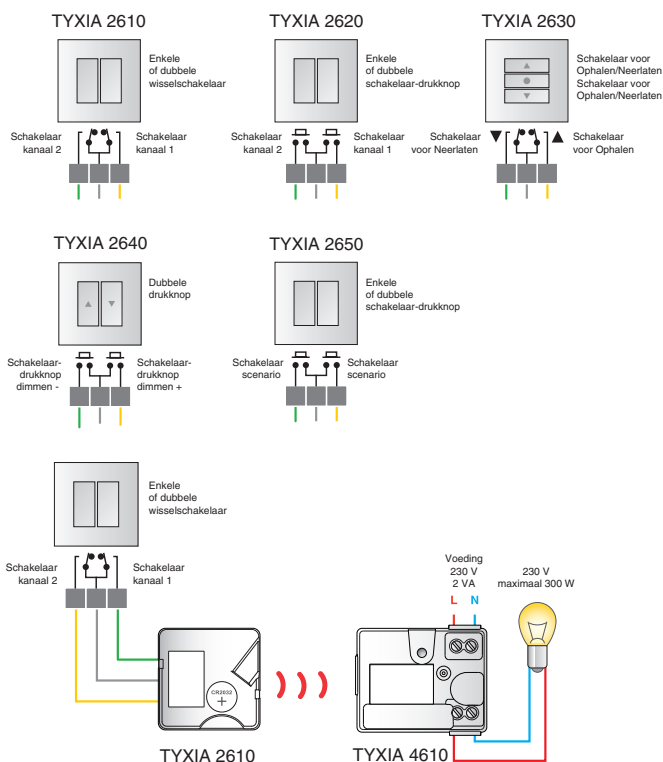 TYXIA 2610
Enkele
of dubbele
wisselschakelaar
Schakelaar
kanaal 2
Schakelaar
kanaal 1
TYXIA 2620
Enkele
of dubbele
schakelaar-drukknop
Schakelaar
kanaal 2
Schakelaar
kanaal 1
TYXIA 2630
Schakelaar voor
Ophalen/Neerlaten
Schakelaar voor
Ophalen/Neerlaten
Schakelaar
voor Neerlaten
Schakelaar
voor Ophalen
TYXIA 2640
Dubbele
drukknop
Schakelaar-
drukknop
dimmen -
Schakelaar-
drukknop
dimmen +
TYXIA 2650
Enkele
of dubbele
schakelaar-drukknop
Schakelaar
scenario
Schakelaar
scenario
Enkele
of dubbele
wisselschakelaar
Schakelaar
kanaal 2
Schakelaar
kanaal 1
CR2032
+
TYXIA 2610
Voeding
230 V
2 VA
L N
230 V
maximaal 300 W
TYXIA 4610